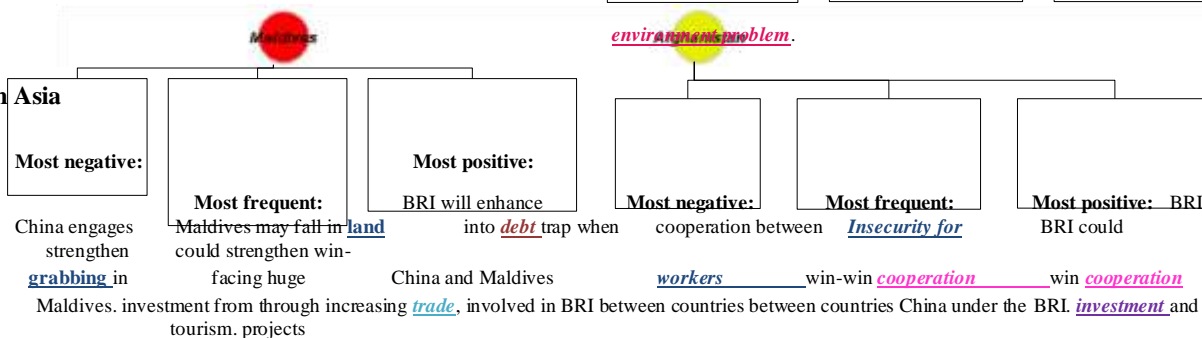 environment problem.
Maldives
Afghanistan
n Asia
Most negative:
Most positive:
Most frequent:
BRI will enhance
Most negative:
Most frequent:
Most positive: BRI
China engages
Maldives may fall in land
into debt trap when
cooperation between
Insecurity for
BRI could
strengthen
could strengthen win-
grabbing in
facing huge
China and Maldives
workers
win-win cooperation
win cooperation
Maldives. investment from through increasing trade, involved in BRI between countries between countries China under the BRI. investment and
tourism. projects